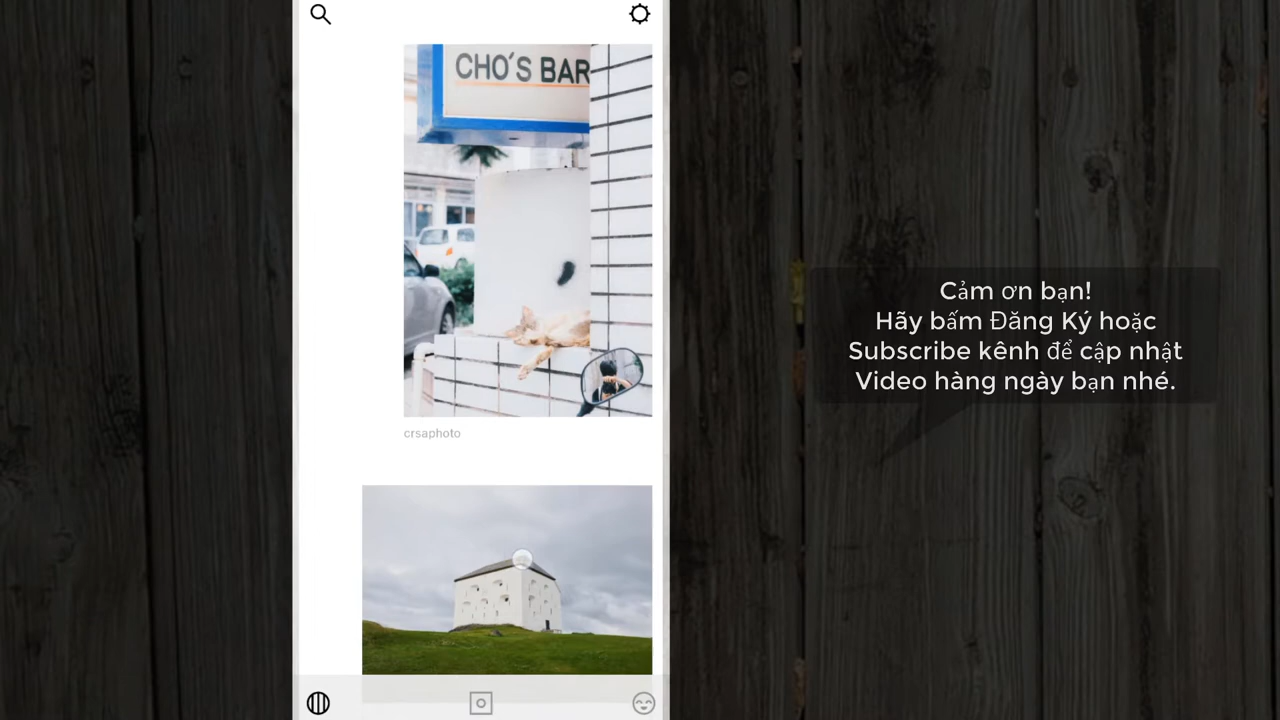 CHO'S BAR
crsaphoto
Cảm ơn bạn!
Hãy bấm Đăng Ký hoặc
Subscribe kênh để cập nhật
Video hàng ngày bạn nhé.